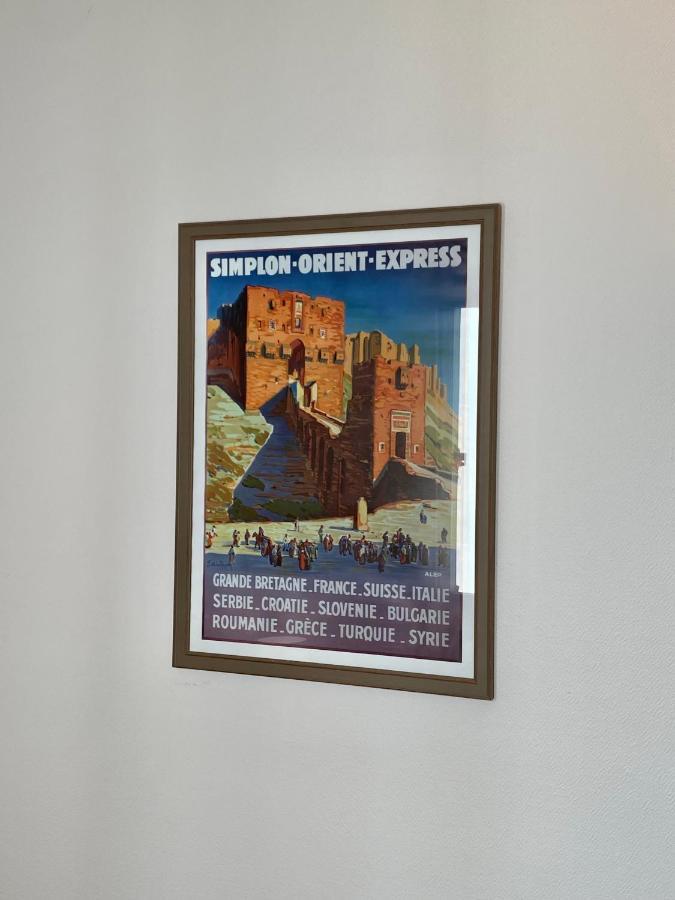 SIMPLON-ORIENT-EXPRESS
ALEP
GRANDE BRETAGNE_FRANCE_SUISSE_ITALIE
SERBIE_CROATIE_SLOVENIE_BULGARIE
ROUMANIE_GRÈCE_TURQUIE_SYRIE